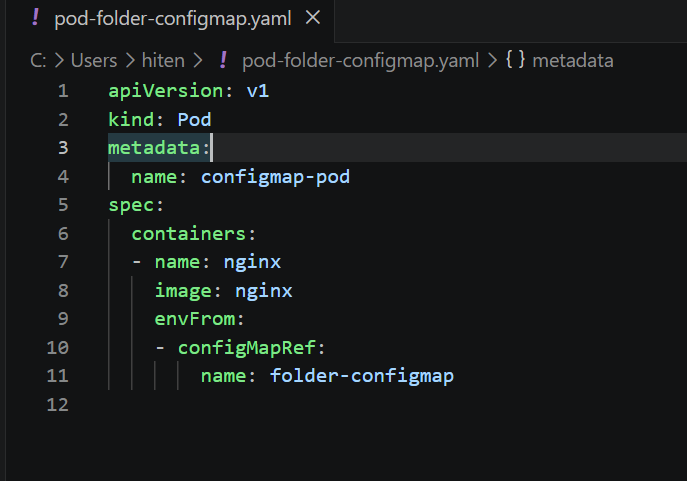 ! pod-folder-configmap.yaml ×
C: > Users > hiten > ! pod-folder-configmap.yaml > {} metadata
1 apiVersion: v1
2 kind: Pod
3 metadata:
4   name: configmap-pod
5 spec:
6   containers:
7   - name: nginx
8     image: nginx
9     envFrom:
10     - configMapRef:
11         name: folder-configmap
12